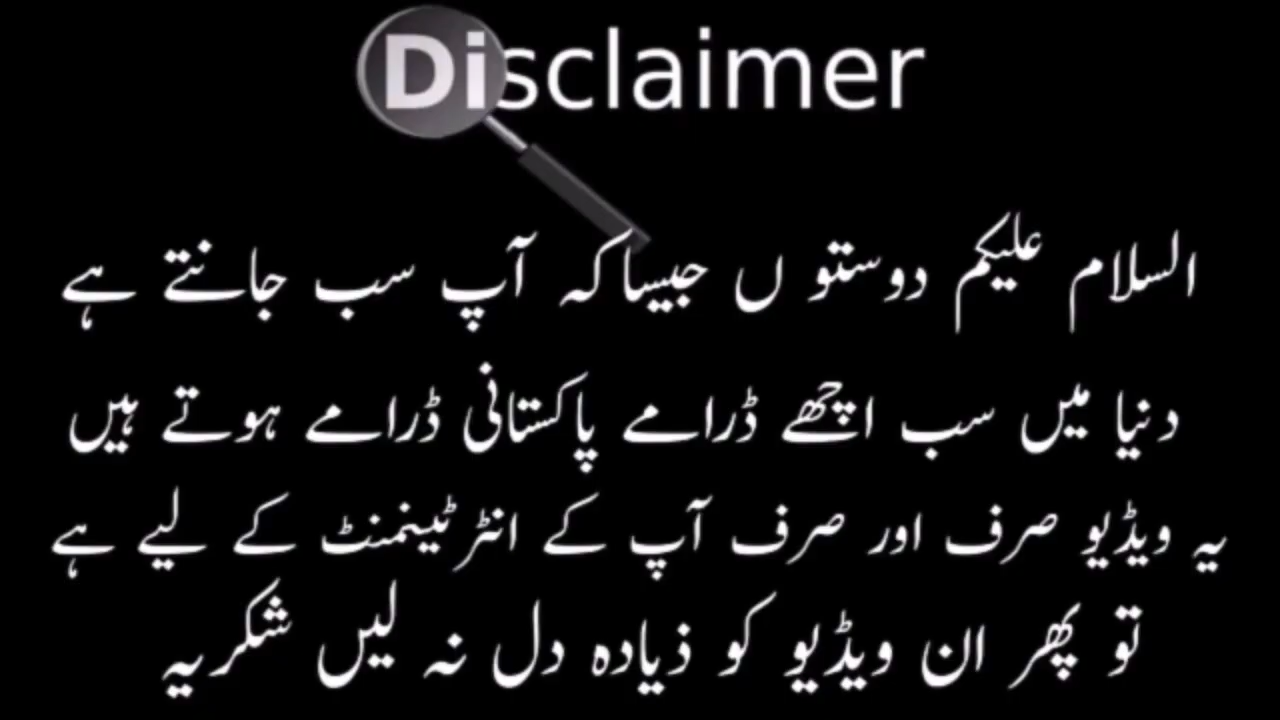 Disclaimer
السلام علیکم دوستو ں جیسا کہ آپ سب جانتے ہے
دنیا میں سب اچھے ڈرامے پاکستانی ڈرامے ہوتے ہیں
یہ ویڈیو صرف اور صرف آپ کے انٹرٹینمنٹ کے لیے ہے
تو پھر ان ویڈیو کو ذیادہ دل نہ لیں شکریہ